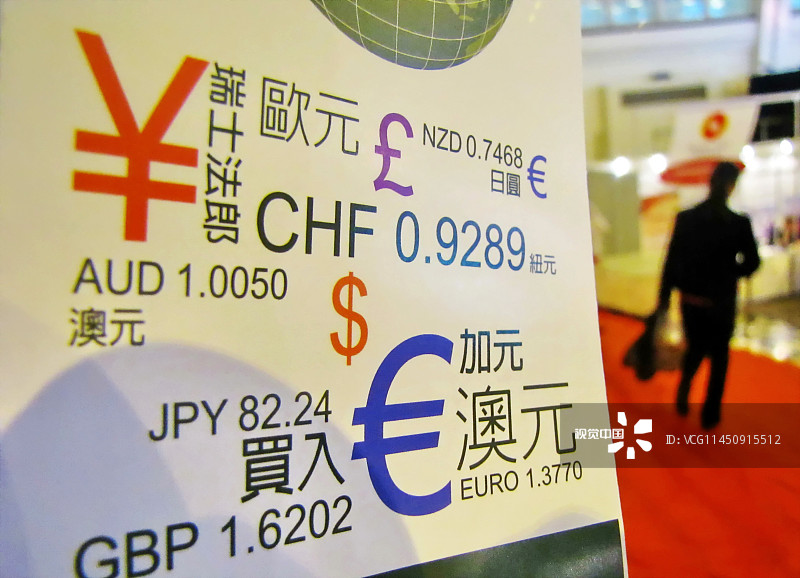 ¥
瑞士法郎
歐元
£
NZD 0.7468
日圓
€
CHF 0.9289
紐元
AUD 1.0050
澳元
$
加元
€
澳元
JPY 82.24
買入
EURO 1.3770
GBP 1.6202
视觉中国
ID: VCG11450915512